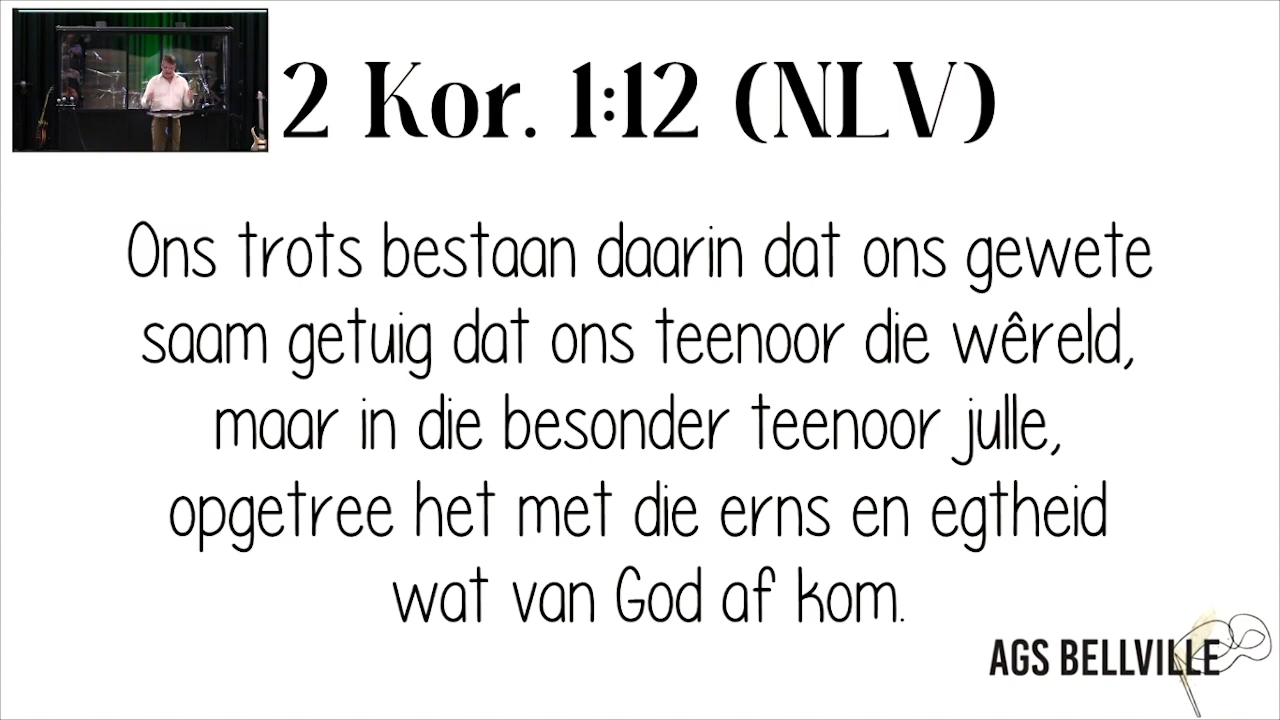 2 Kor. 1:12 (NLV)
Ons trots bestaan daarin dat ons gewete
saam getuig dat ons teenoor die wêreld,
maar in die besonder teenoor julle,
opgetree het met die erns en egtheid
wat van God af kom.
AGS BELLVILLE